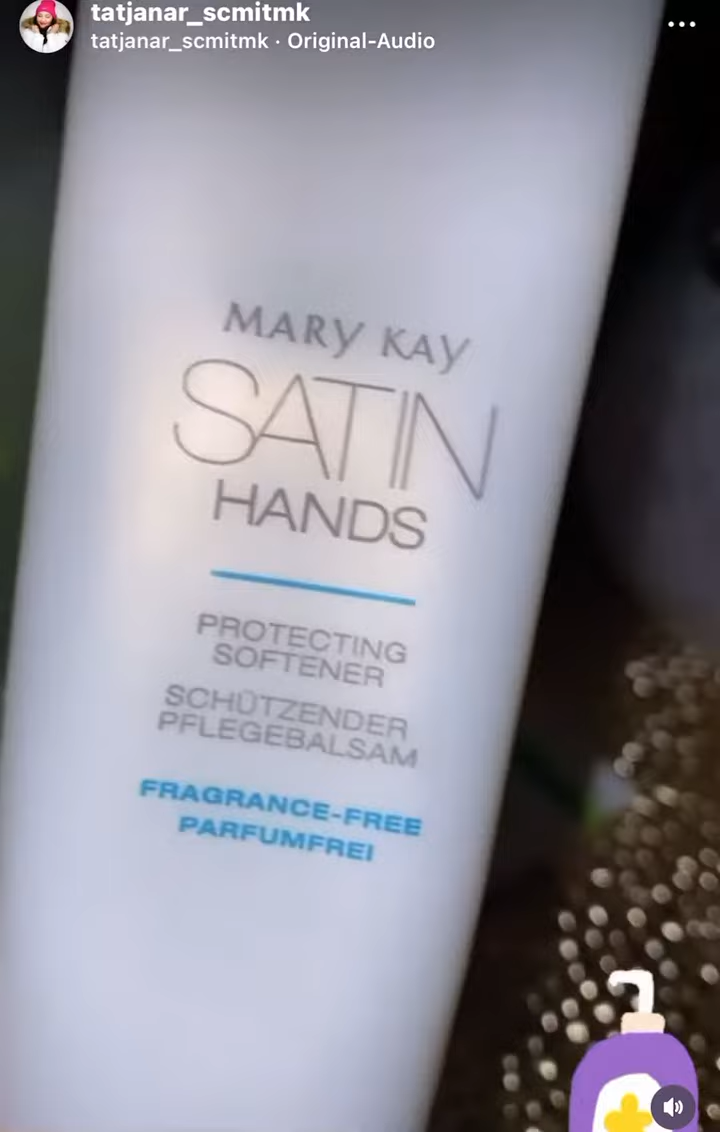 tatjanar_scmitmk
tatjanar_scmitmk · Original-Audio
MARY KAY
SATIN
HANDS
PROTECTING
SOFTENER
SCHÜTZENDER
PFLEGEBALSAM
FRAGRANCE-FREE
PARFUMFREI